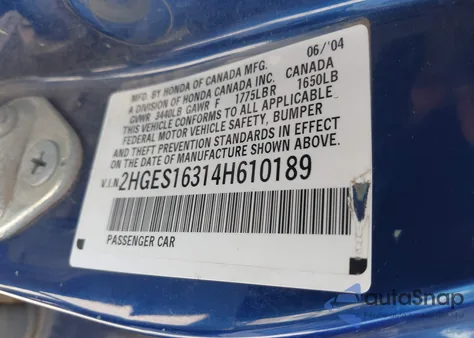 MFD. BY HONDA OF CANADA MFG. 06/'04
A DIVISION OF HONDA CANADA INC. CANADA
GVWR 3440LB GAWR F 1775LB R 1650LB
THIS VEHICLE CONFORMS TO ALL APPLICABLE
FEDERAL MOTOR VEHICLE SAFETY, BUMPER
AND THEFT PREVENTION STANDARDS IN EFFECT
ON THE DATE OF MANUFACTURE SHOWN ABOVE.
V.I.N. 2HGES16314H610189
PASSENGER CAR
autoSnap